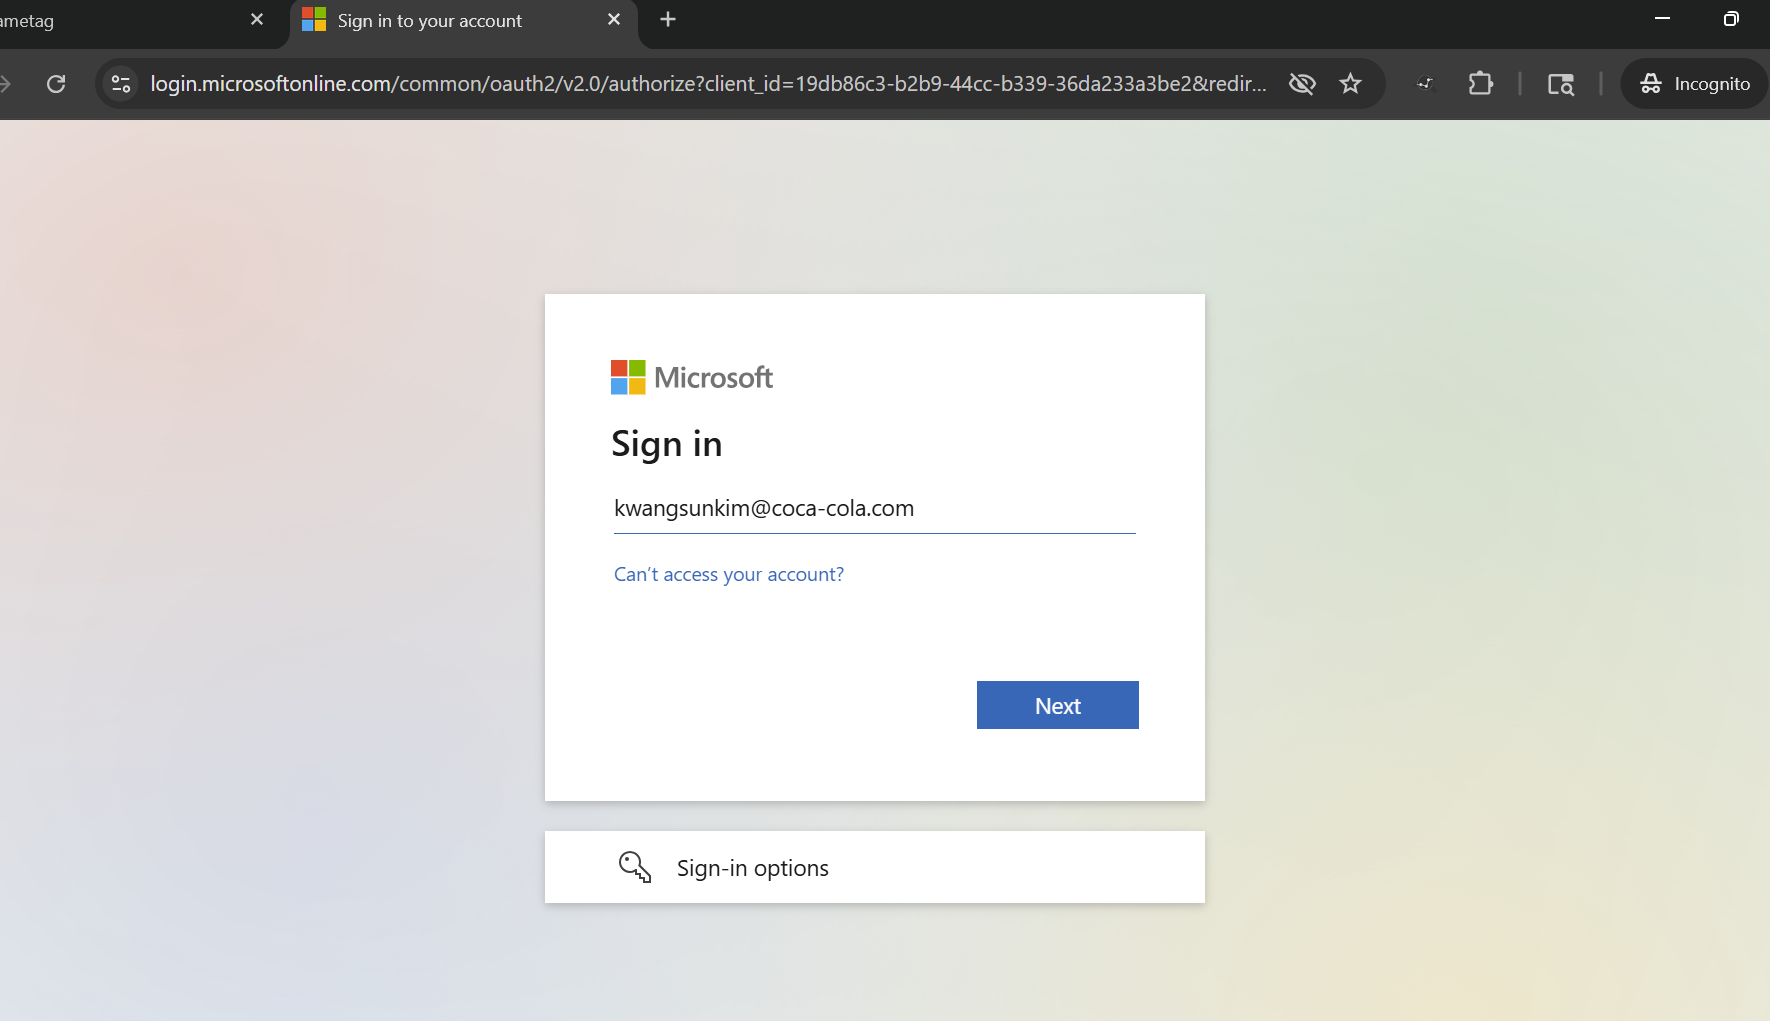 ametag
Sign in to your account
login.microsoftonline.com/common/oauth2/v2.0/authorize?client_id=19db86c3-b2b9-44cc-b339-36da233a3be2&redir...
Incognito
Microsoft
Sign in
kwangsunkim@coca-cola.com
Can't access your account?
Next
Sign-in options